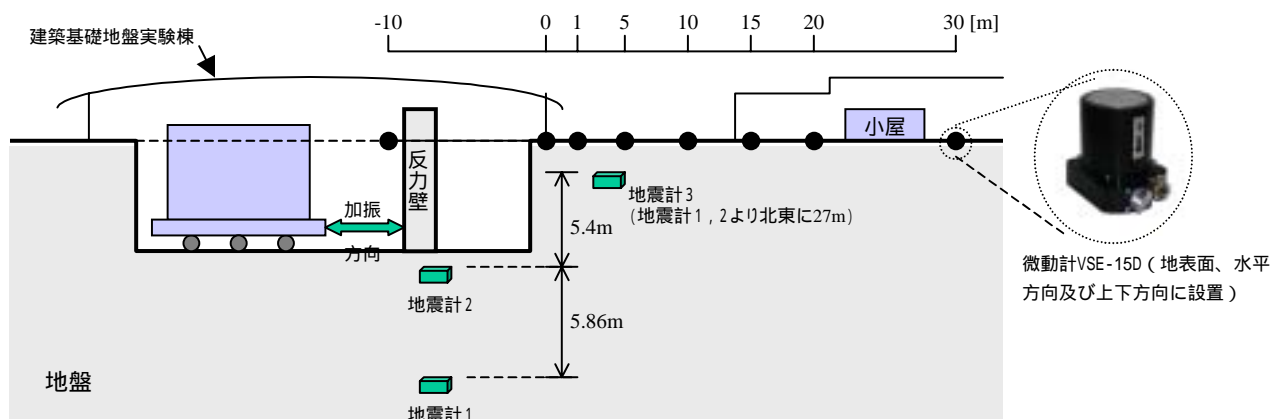 -10 0 1 5 10 15 20 30 [m]
建築基礎地盤実験棟
小屋
反力壁
加振
方向
地震計3
(地震計1，2より北東に27m)
5.4m
地震計2
5.86m
地震計1
地盤
微動計VSE-15D（地表面、水平
方向及び上下方向に設置）